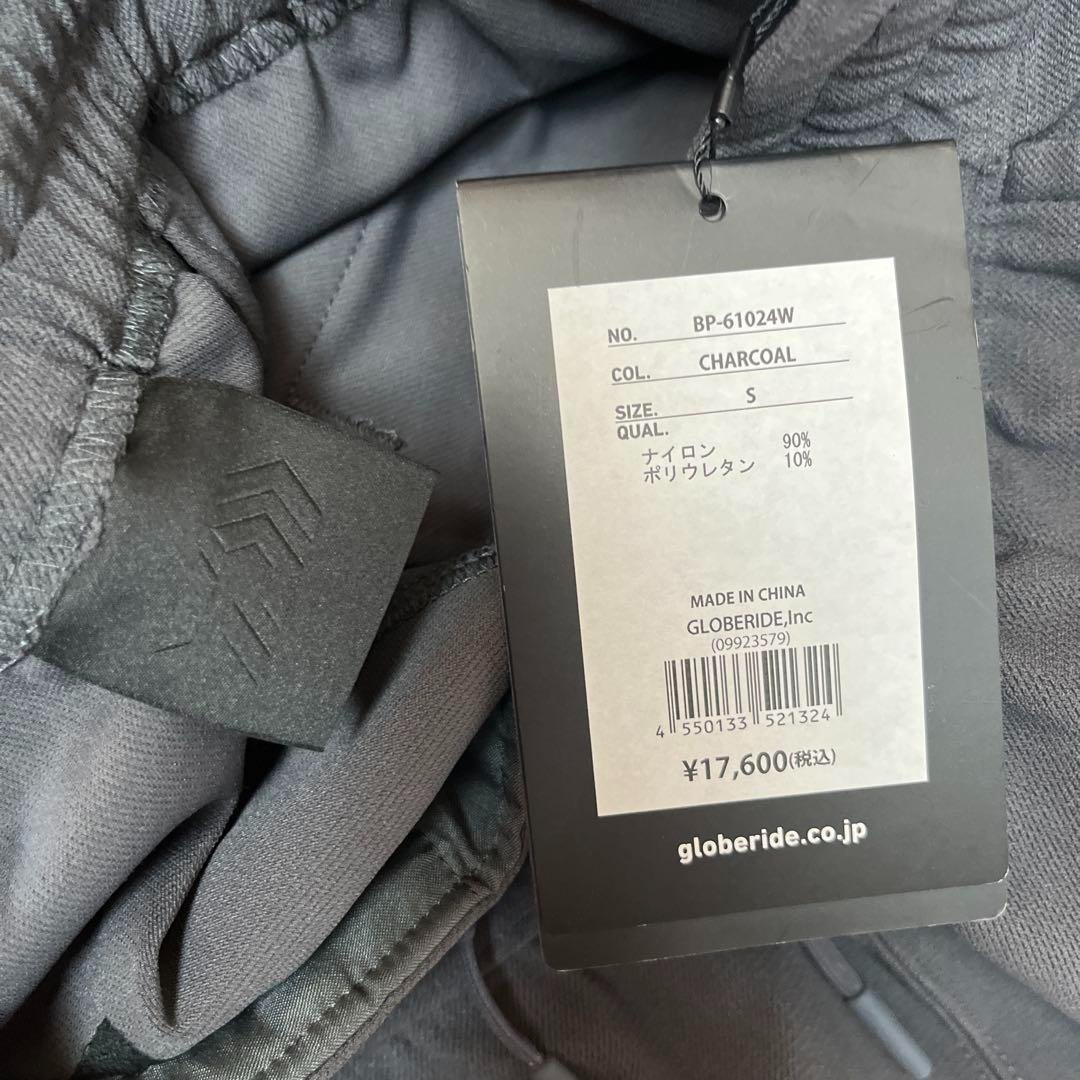 NO. BP-61024W
COL. CHARCOAL
SIZE. S
QUAL.
ナイロン 90%
ポリウレタン 10%
MADE IN CHINA
GLOBERIDE,Inc
(09923579)
4 550133 521324
¥17,600(税込)
globeride.co.jp